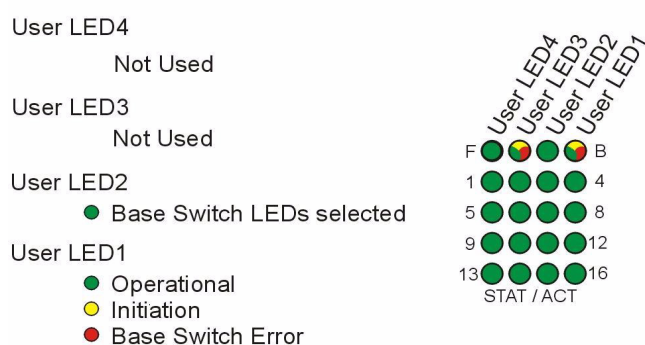 User LED4
Not Used
User LED3
Not Used
User LED2
Base Switch LEDs selected
User LED1
Operational
Initiation
Base Switch Error
User LED4
User LED3
User LED2
User LED1
F B
1 4
5 8
9 12
13 16
STAT / ACT